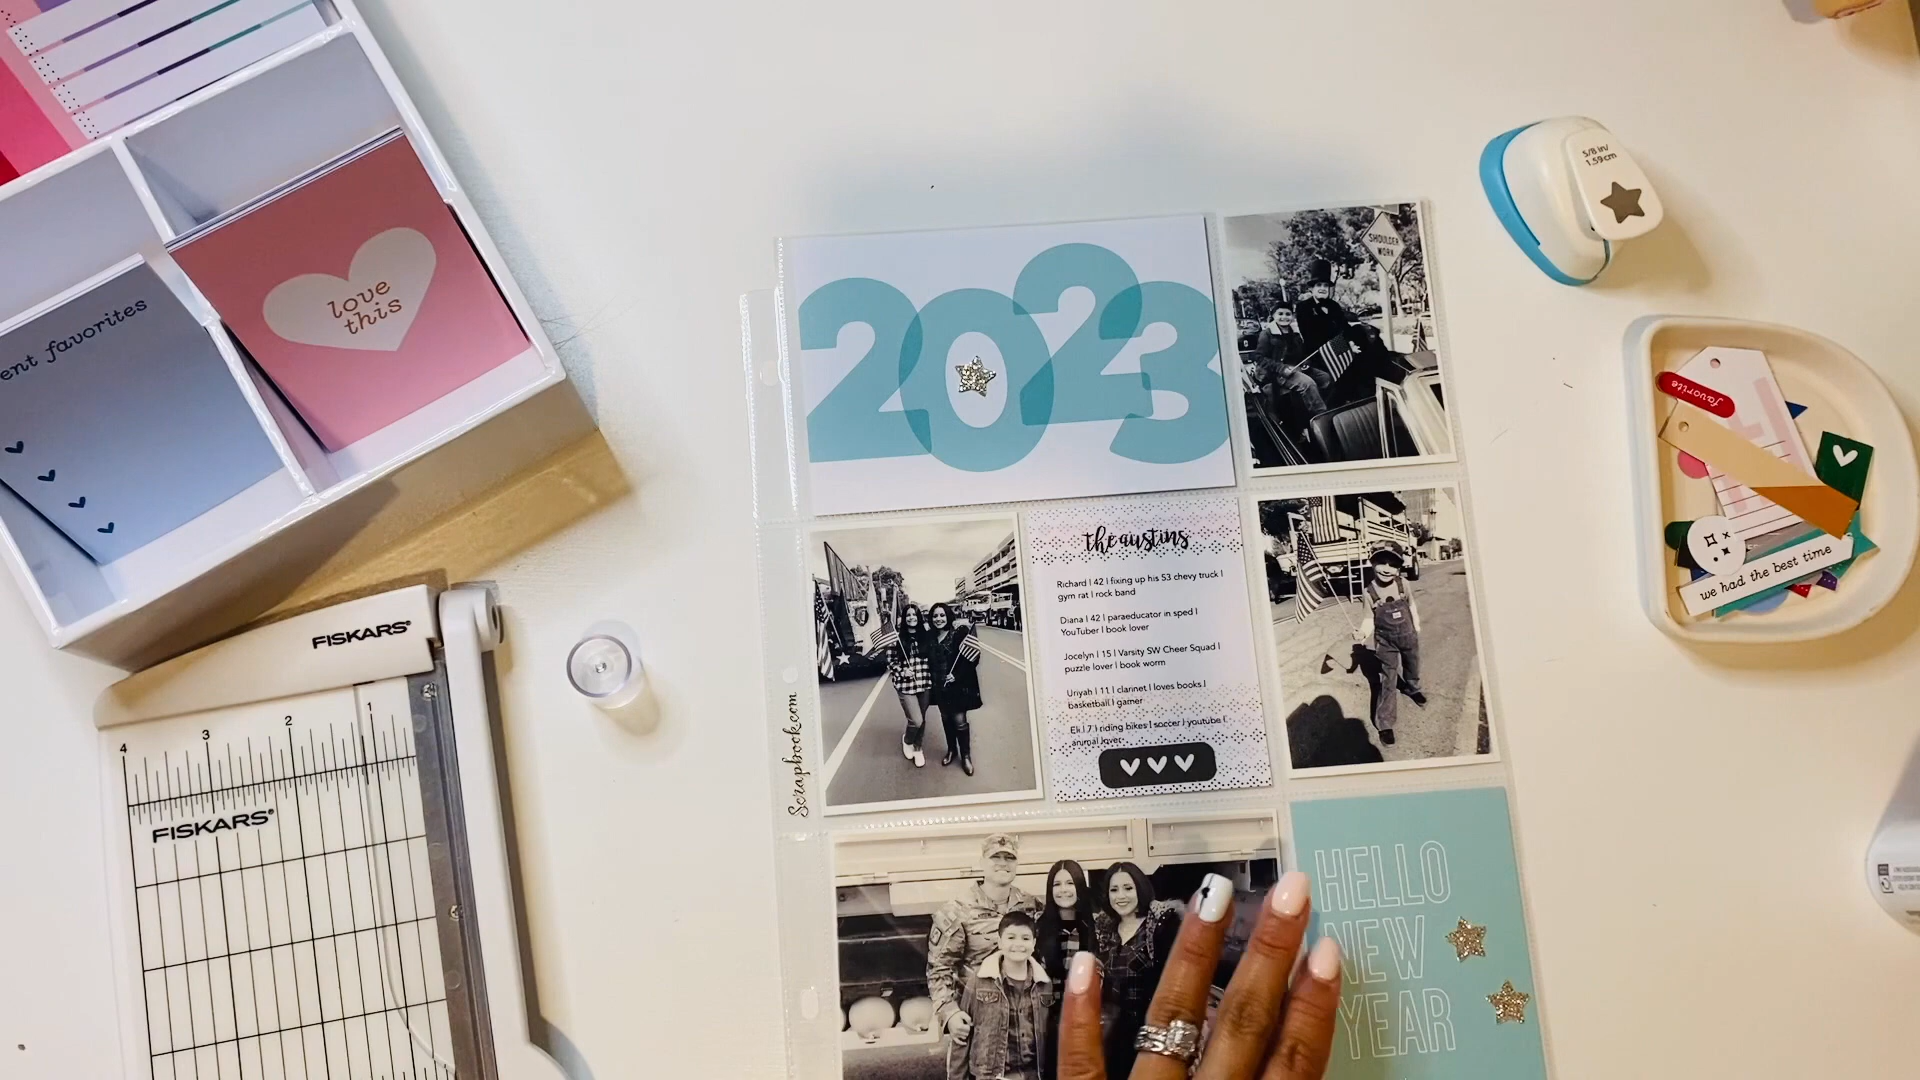 ent favorites
love
this
FISKARS
4 3 2 1
FISKARS
Scrapbook.com
2023
SHOULDER
WORK
the austins
Richard | 42 | fixing up his 53 chevy truck |
gym rat | rock band
Diana | 42 | paraeducator in sped |
YouTuber | book lover
Jocelyn | 15 | Varsity SW Cheer Squad |
puzzle lover | book worm
Uriyah | 11 | clarinet | loves books |
basketball | gamer
Eli | 7 | riding bikes | soccer | youtube |
animal lover
HELLO
NEW
YEAR
5/8 in/
1.59cm
favorite
we had the best time